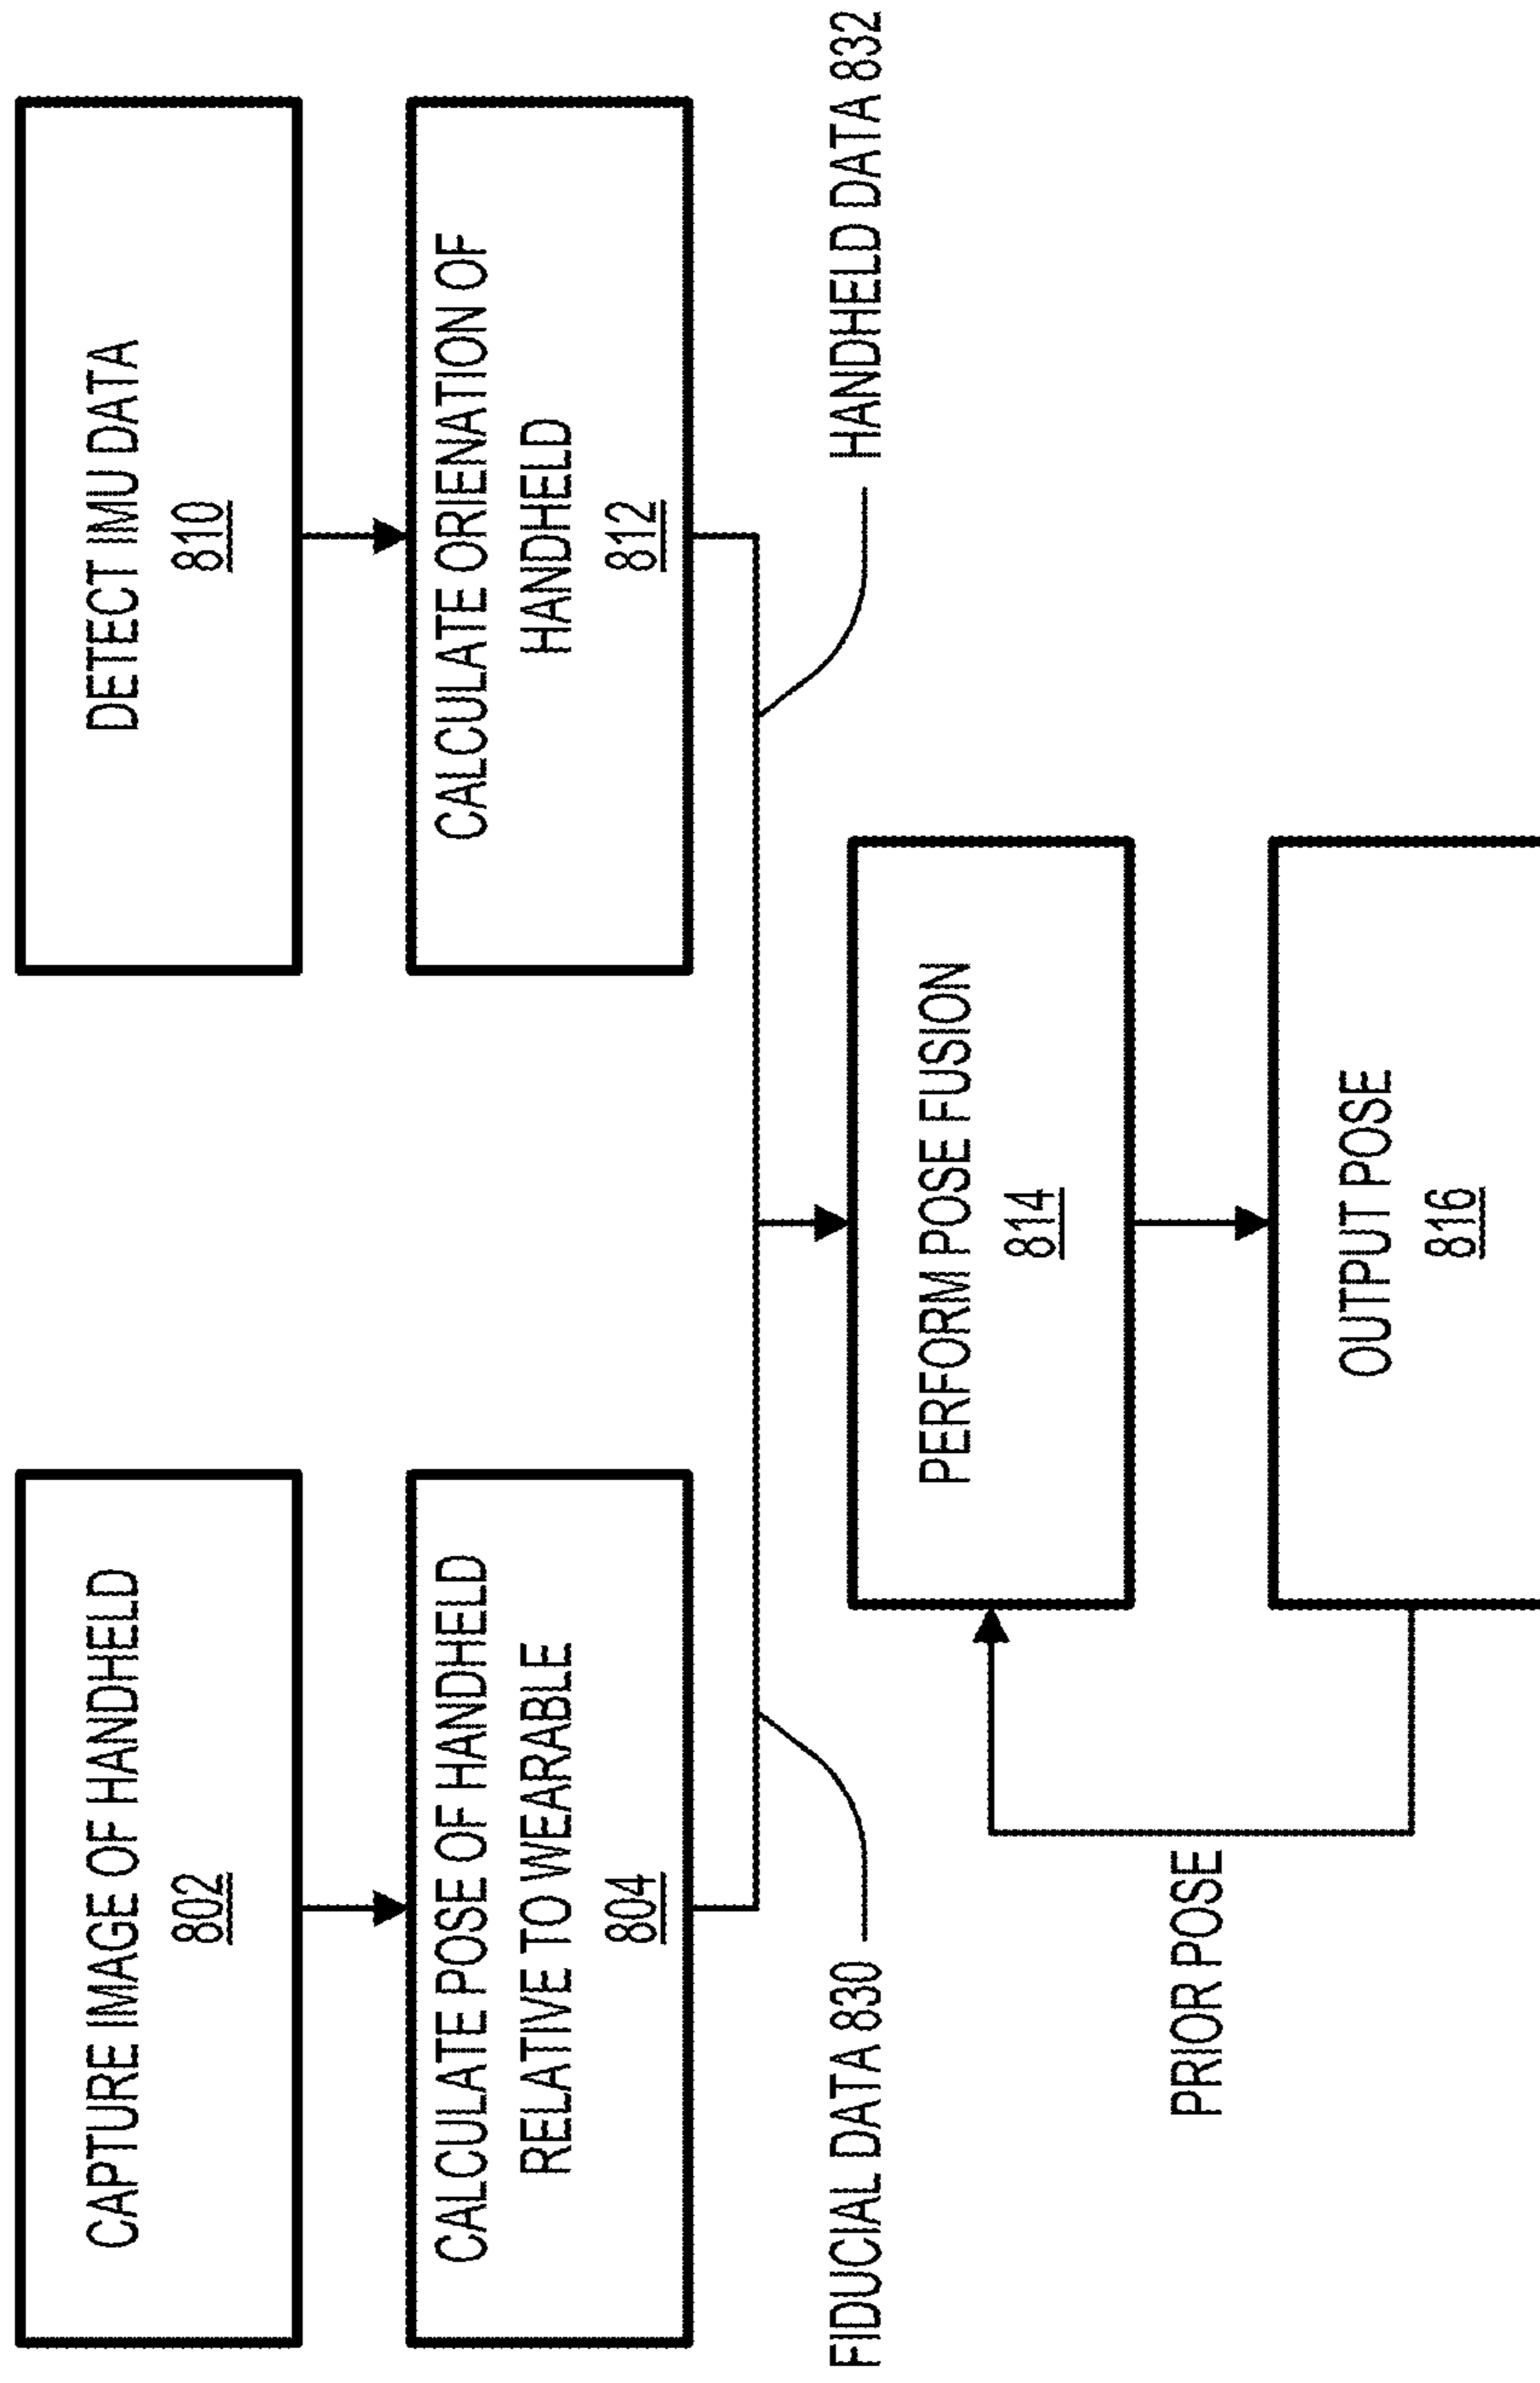 CAPTURE IMAGE OF HANDHELD
802
DETECT IMU DATA
810
CALCULATE POSE OF HANDHELD
RELATIVE TO WEARABLE
804
CALCULATE ORIENATION OF
HANDHELD
812
FIDUCIAL DATA 830
HANDHELD DATA 832
PERFORM POSE FUSION
814
PRIOR POSE
OUTPUT POSE
816